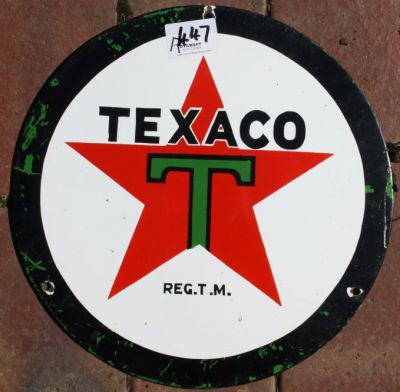 447
TEXACO
T
REG.T.M.